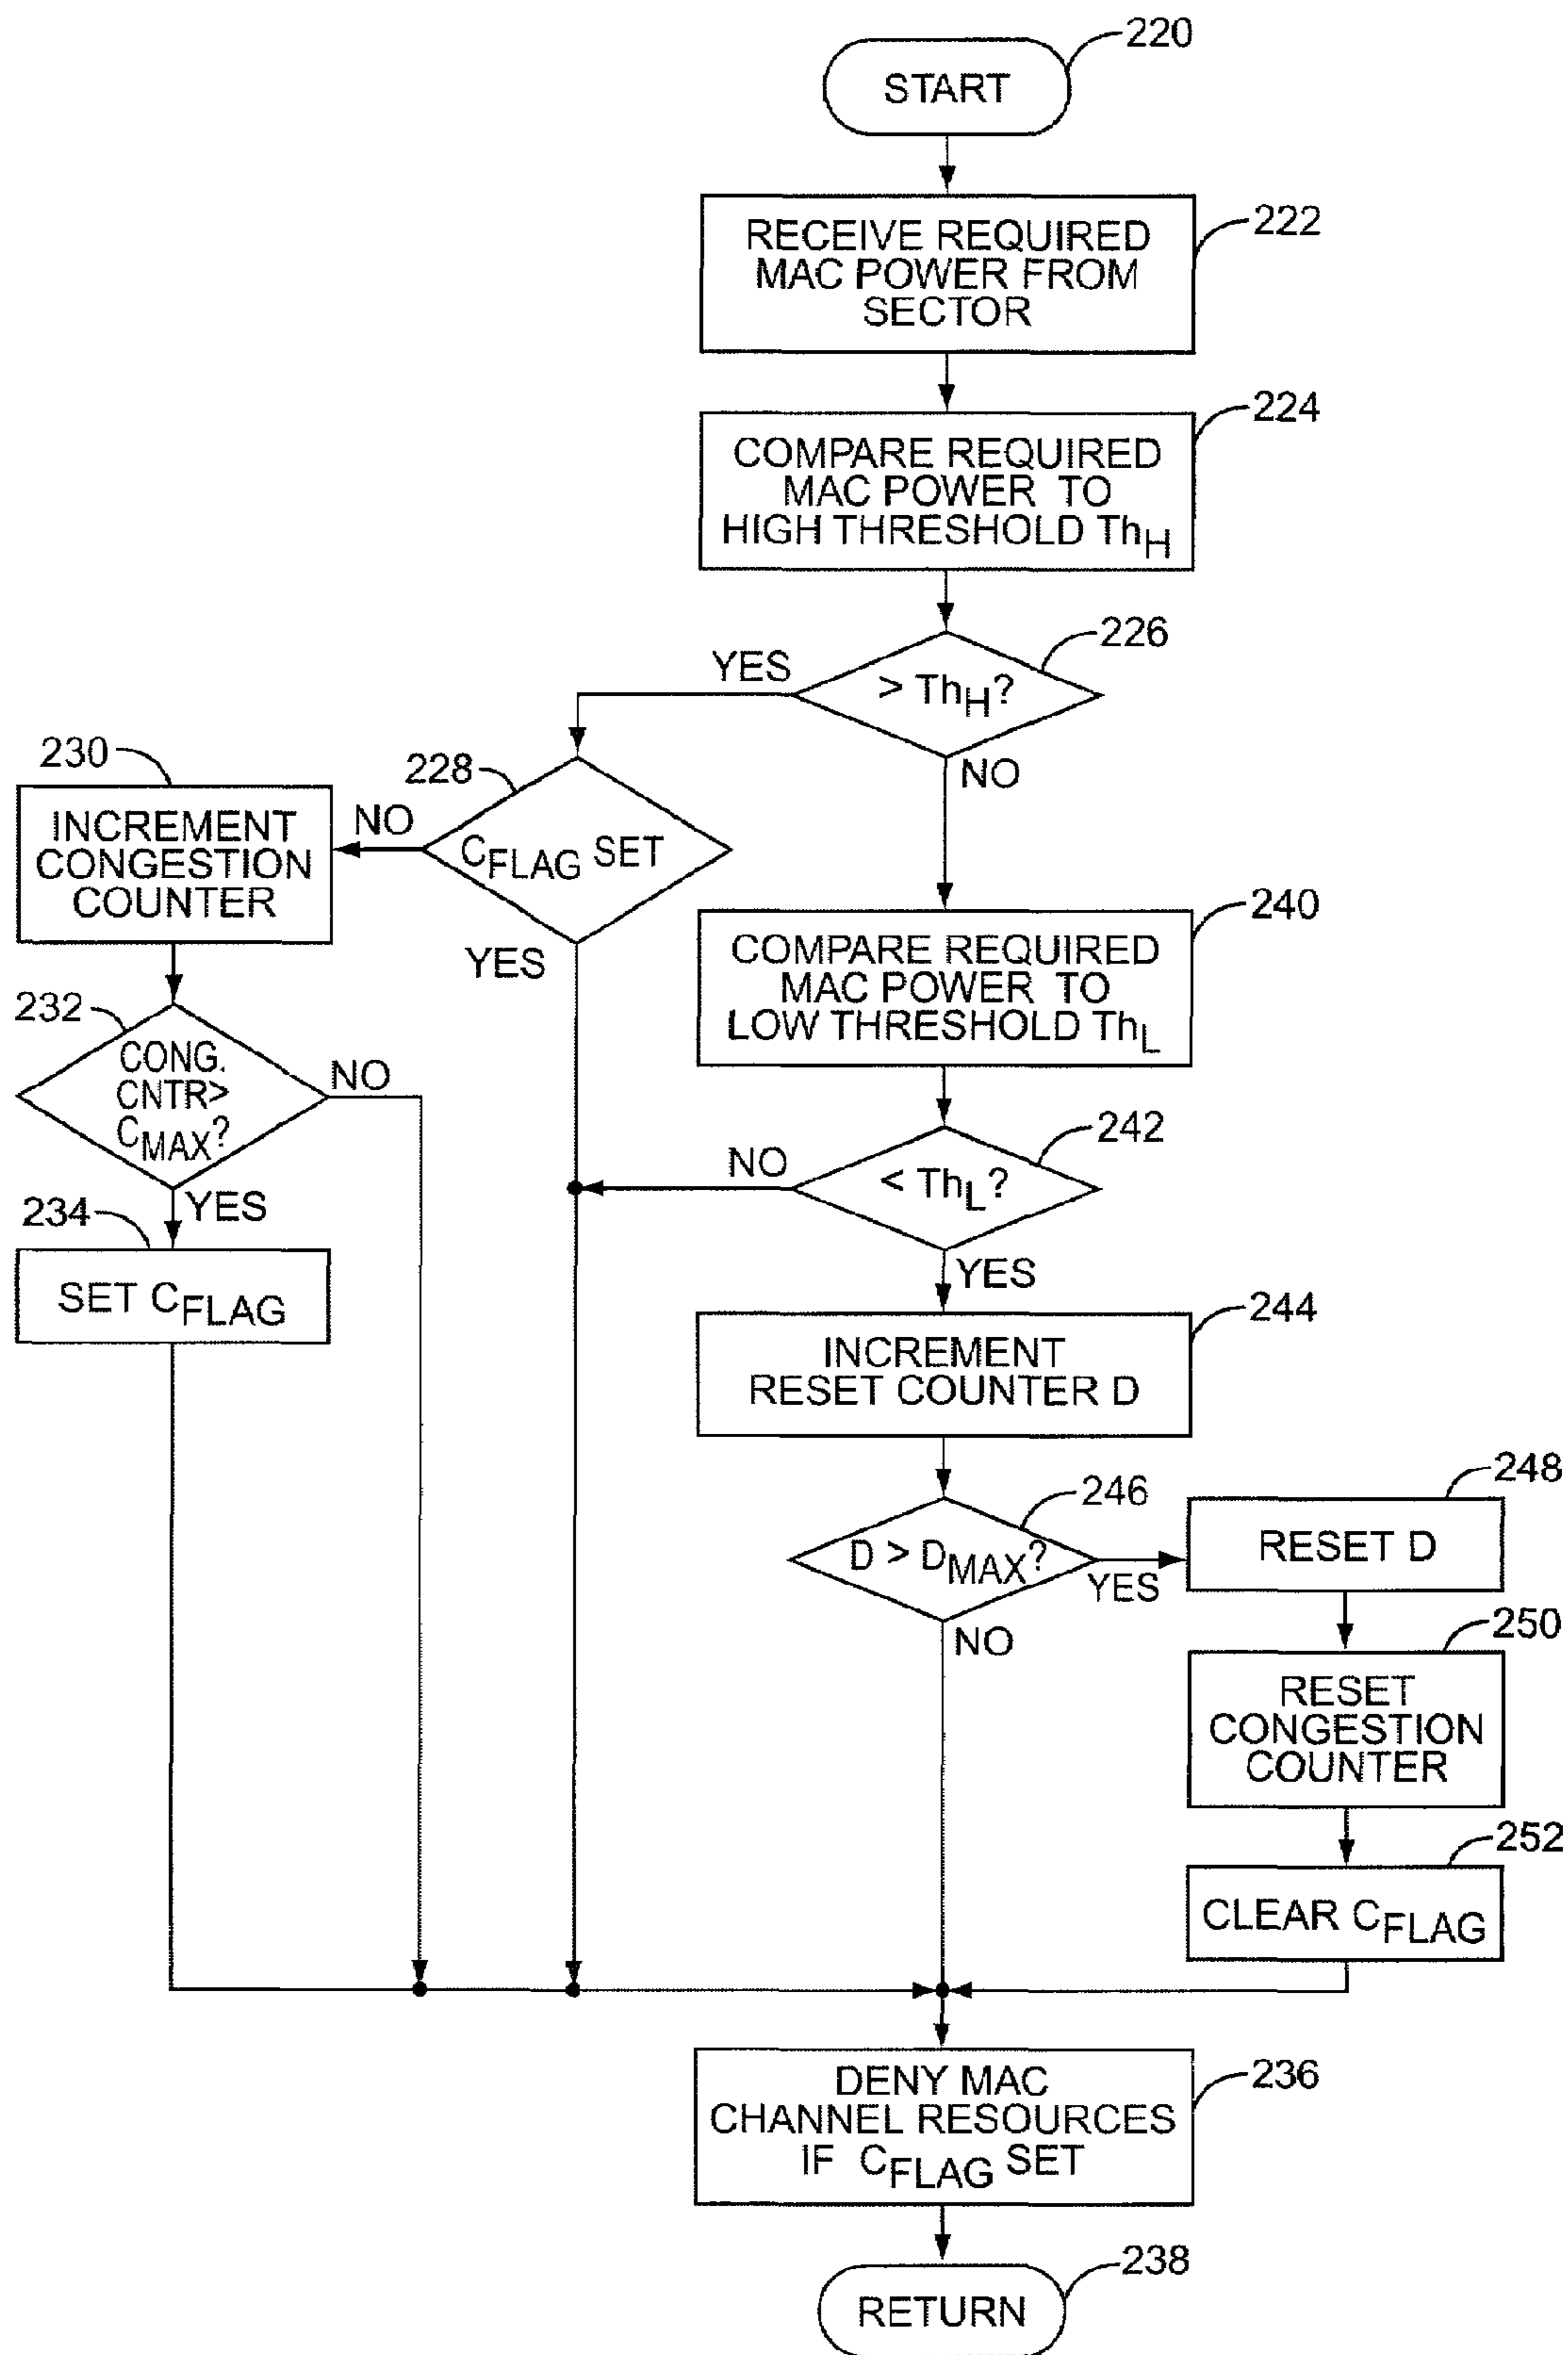 220
START
RECEIVE REQUIRED
MAC POWER FROM
SECTOR
222
COMPARE REQUIRED
MAC POWER TO
HIGH THRESHOLD ThH
224
226
> ThH?
YES
NO
228
CFLAG SET
NO
YES
230
INCREMENT
CONGESTION
COUNTER
232
CONG.
CNTR>
CMAX?
NO
YES
234
SET CFLAG
240
COMPARE REQUIRED
MAC POWER TO
LOW THRESHOLD ThL
242
< ThL?
NO
YES
244
INCREMENT
RESET COUNTER D
246
D > DMAX?
YES
NO
248
RESET D
250
RESET
CONGESTION
COUNTER
252
CLEAR CFLAG
236
DENY MAC
CHANNEL RESOURCES
IF CFLAG SET
238
RETURN